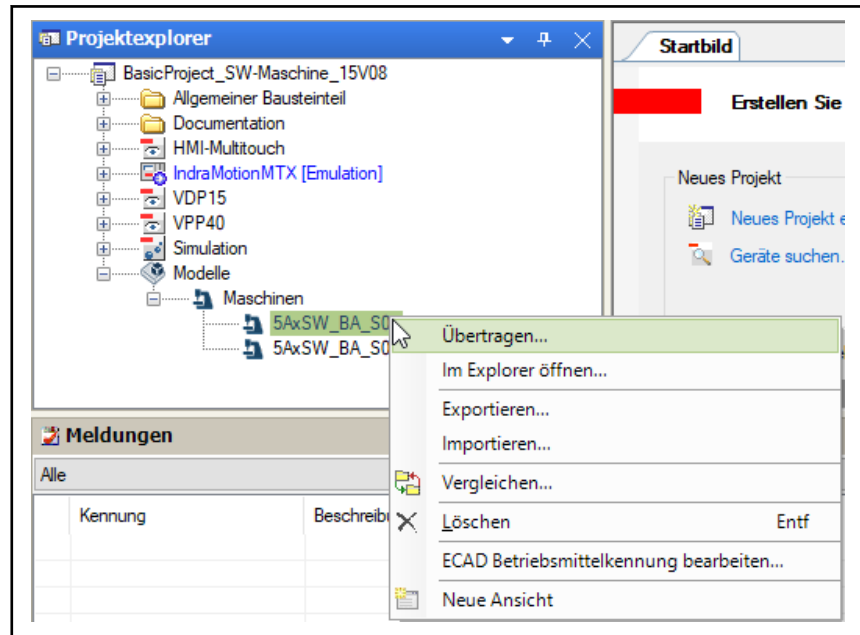 Projektexplorer
BasicProject_SW-Maschine_15V08
Allgemeiner Bausteinteil
Documentation
HMI-Multitouch
IndraMotionMTX [Emulation]
VDP15
VPP40
Simulation
Modelle
Maschinen
5AxSW_BA_S0
5AxSW_BA_S0
Startbild
Erstellen Sie
Neues Projekt
Neues Projekt e
Geräte suchen.
Übertragen...
Im Explorer öffnen...
Exportieren...
Importieren...
Vergleichen...
Löschen Entf
ECAD Betriebsmittelkennung bearbeiten...
Neue Ansicht
Meldungen
Alle
Kennung Beschreibu